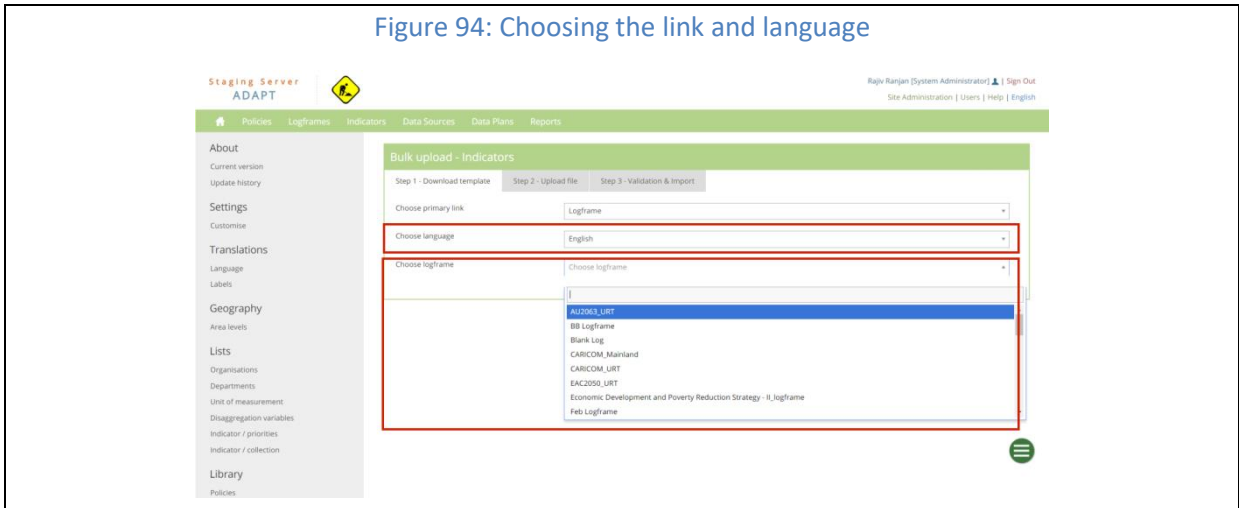 Figure 94: Choosing the link and language
Staging Server
ADAPT
Rajiv Ranjan [System Administrator] | Sign Out
Site Administration | Users | Help | English
Policies Logframes Indicators Data Sources Data Plans Reports
About
Current version
Update history
Settings
Customise
Translations
Language
Labels
Geography
Area levels
Lists
Organisations
Departments
Unit of measurement
Disaggregation variables
Indicator / priorities
Indicator / collection
Library
Policies
Bulk upload - Indicators
Step 1 - Download template Step 2 - Upload file Step 3 - Validation & Import
Choose primary link Logframe
Choose language English
Choose logframe Choose logframe
AU2063_URT
BB Logframe
Blank Log
CARICOM_Mainland
CARICOM_URT
EAC2050_URT
Economic Development and Poverty Reduction Strategy - II_logframe
Feb Logframe